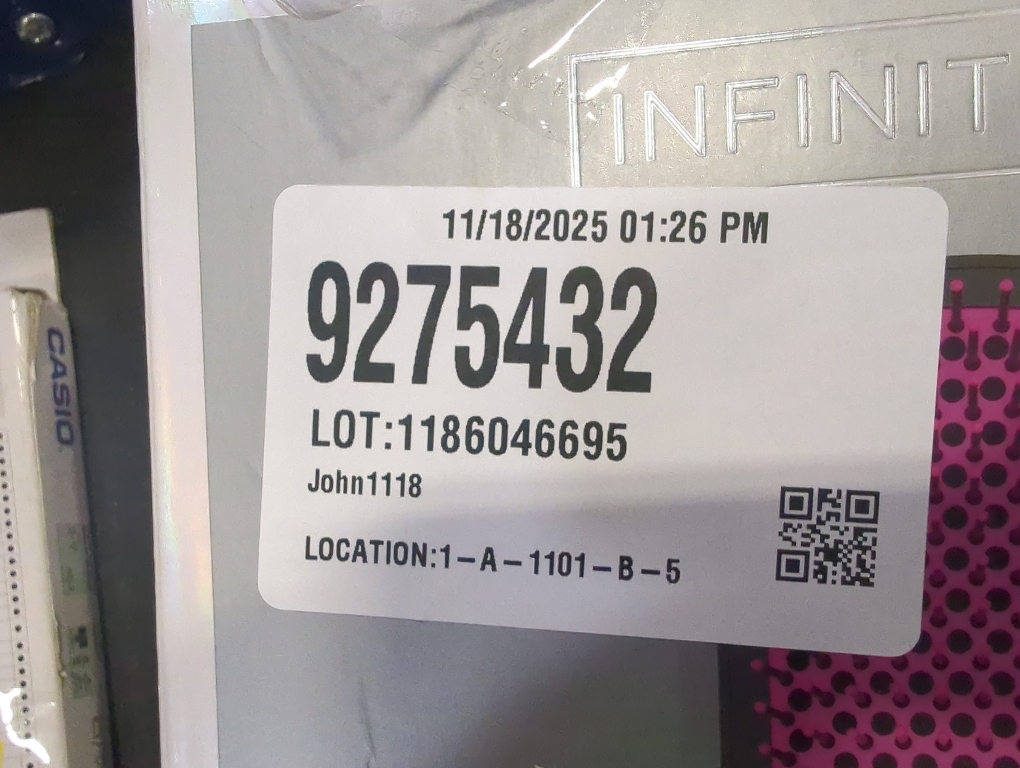 INFINIT
11/18/2025 01:26 PM
9275432
LOT:1186046695
John1118
LOCATION:1-A-1101-B-5
CASIO